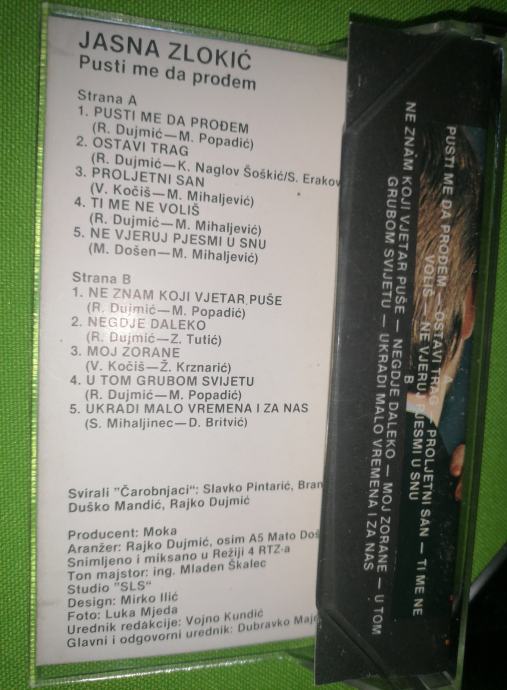 JASNA ZLOKIĆ
Pusti me da prođem
Strana A
1. PUSTI ME DA PROĐEM
(R. Dujmić—M. Popadić)
2. OSTAVI TRAG
(R. Dujmić—K. Naglov Šoškić/S. Erakov
3. PROLJETNI SAN
(V. Kočiš—M. Mihaljević)
4. TI ME NE VOLIŠ
(R. Dujmić—M. Mihaljević)
5. NE VJERUJ PJESMI U SNU
(M. Došen—M. Mihaljević)
Strana B
1. NE ZNAM KOJI VJETAR PUŠE
(R. Dujmić—M. Popadić)
2. NEGDJE DALEKO
(R. Dujmić—Z. Tutić)
3. MOJ ZORANE
(V. Kočiš—Ž. Krznarić)
4. U TOM GRUBOM SVIJETU
(R. Dujmić—M. Popadić)
5. UKRADI MALO VREMENA I ZA NAS
(S. Mihaljinec—D. Britvić)
Svirali "Čarobnjaci": Slavko Pintarić, Bran
Duško Mandić, Rajko Dujmić
Producent: Moka
Aranžer: Rajko Dujmić, osim A5 Mato Doš
Snimljeno i miksano u Režiji 4 RTZ-a
Ton majstor: ing. Mladen Škalec
Studio "SLS"
Design: Mirko Ilić
Foto: Luka Mjeda
Urednik redakcije: Vojno Kundić
Glavni i odgovorni urednik: Dubravko Maj
A
PUSTI ME DA PROĐEM — OSTAVI TRAG — PROLJETNI SAN — TI ME NE
VOLIŠ — NE VJERUJ PJESMI U SNU
B
NE ZNAM KOJI VJETAR PUŠE — NEGDJE DALEKO — MOJ ZORANE — U TOM
GRUBOM SVIJETU — UKRADI MALO VREMENA I ZA NAS